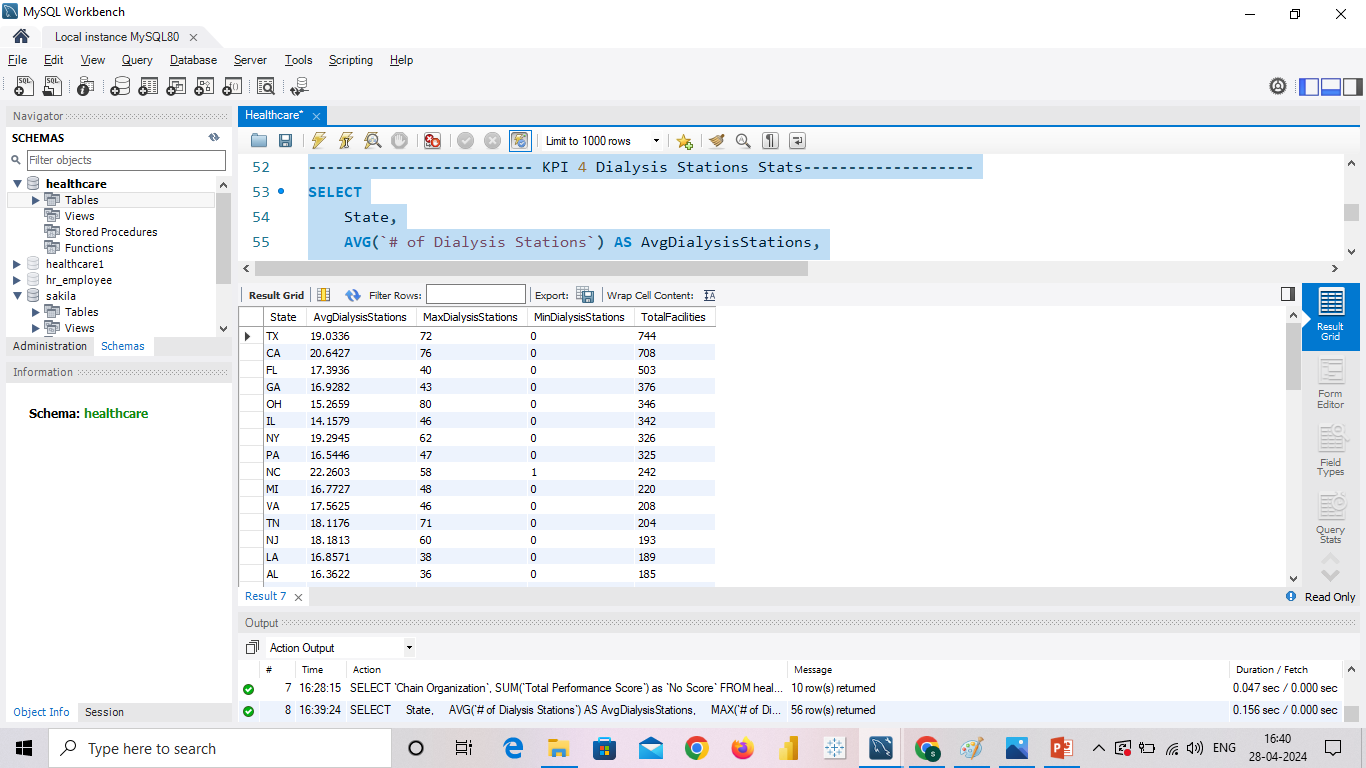 MySQL Workbench
Local instance MySQL80
File Edit View Query Database Server Tools Scripting Help
Navigator
SCHEMAS
Filter objects
healthcare
Tables
Views
Stored Procedures
Functions
healthcare1
hr_employee
sakila
Tables
Views
Administration Schemas
Information
Schema: healthcare
Object Info Session
Healthcare*
Limit to 1000 rows
52 ------------------------- KPI 4 Dialysis Stations Stats-------------------
53 SELECT
54 State,
55 AVG(`# of Dialysis Stations`) AS AvgDialysisStations,
Result Grid Filter Rows: Export: Wrap Cell Content:
State AvgDialysisStations MaxDialysisStations MinDialysisStations TotalFacilities
TX 19.0336 72 0 744
CA 20.6427 76 0 708
FL 17.3936 40 0 503
GA 16.9282 43 0 376
OH 15.2659 80 0 346
IL 14.1579 46 0 342
NY 19.2945 62 0 326
PA 16.5446 47 0 325
NC 22.2603 58 1 242
MI 16.7727 48 0 220
VA 17.5625 46 0 208
TN 18.1176 71 0 204
NJ 18.1813 60 0 193
LA 16.8571 38 0 189
AL 16.3622 36 0 185
Result Grid
Form Editor
Field Types
Query Stats
Result 7
Read Only
Output
Action Output
# Time Action Message Duration / Fetch
7 16:28:15 SELECT `Chain Organization`, SUM(`Total Perfomance Score`) as `No Score` FROM heal... 10 row(s) returned 0.047 sec / 0.000 sec
8 16:39:24 SELECT State, AVG(`# of Dialysis Stations`) AS AvgDialysisStations, MAX(`# of Di... 56 row(s) returned 0.156 sec / 0.000 sec
Type here to search
ENG
16:40
28-04-2024